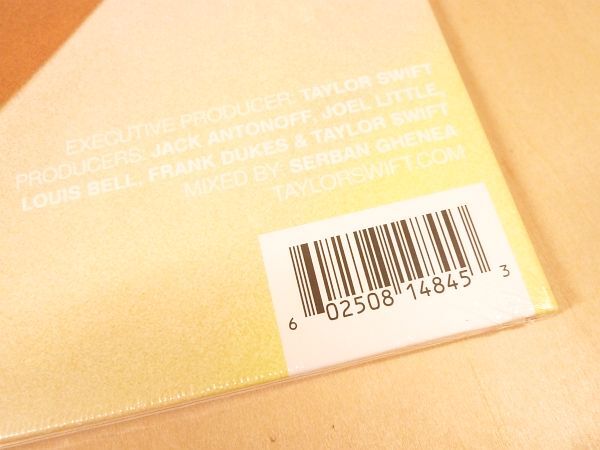 EXECUTIVE PRODUCER: TAYLOR SWIFT
PRODUCERS: JACK ANTONOFF, JOEL LITTLE,
LOUIS BELL, FRANK DUKES & TAYLOR SWIFT
MIXED BY: SERBAN GHENEA
TAYLORSWIFT.COM
6 02508 14845 3